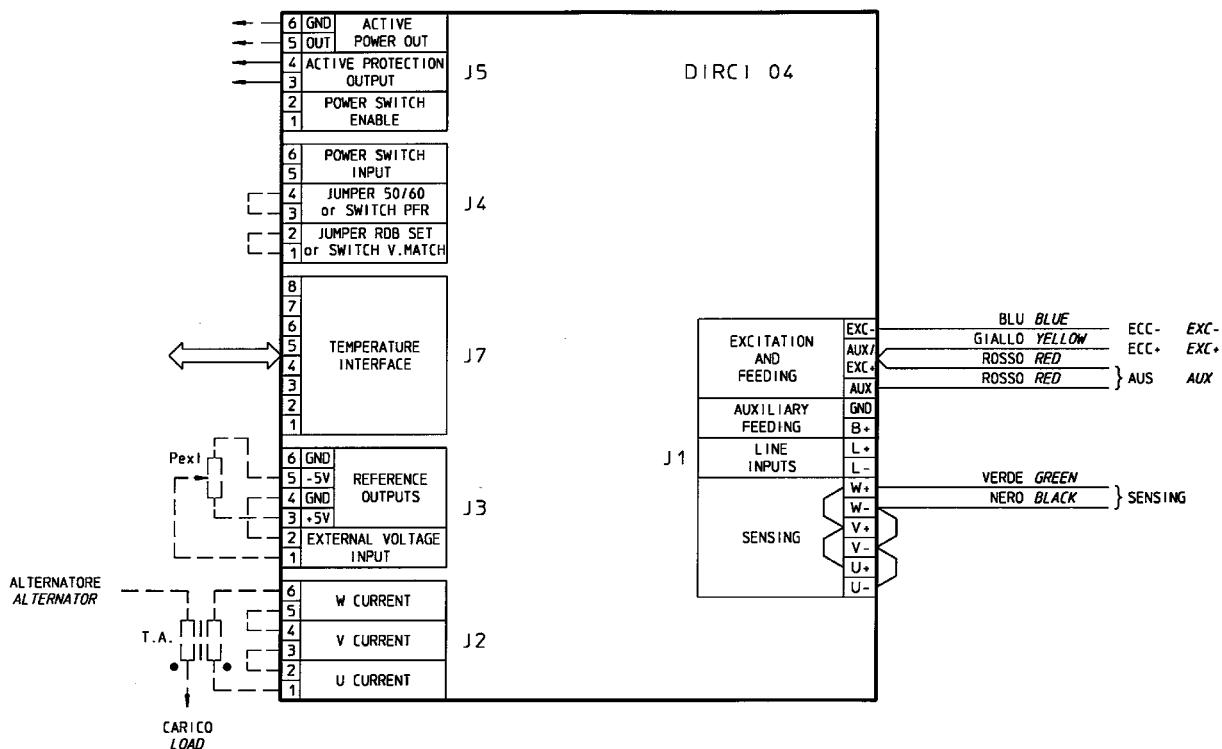 6 GND ACTIVE
5 OUT POWER OUT
4 ACTIVE PROTECTION
3 OUTPUT
2 POWER SWITCH
1 ENABLE
J5
DIRCI 04
6 POWER SWITCH
5 INPUT
4 JUMPER 50/60
3 or SWITCH PFR
2 JUMPER RDB SET
1 or SWITCH V.MATCH
J4
8
7
6
5 TEMPERATURE
4 INTERFACE
3
2
1
J7
Pext
6 GND
5 -5V REFERENCE
4 GND OUTPUTS
3 +5V
2 EXTERNAL VOLTAGE
1 INPUT
J3
ALTERNATORE
ALTERNATOR
T.A.
CARICO
LOAD
6 W CURRENT
5
4 V CURRENT
3
2 U CURRENT
1
J2
J1
EXCITATION
AND
FEEDING
EXC-
AUX/
EXC+
AUX
AUXILIARY
FEEDING
GND
B+
LINE
INPUTS
L+
L-
SENSING
W+
W-
V+
V-
U+
U-
BLU BLUE ECC- EXC-
GIALLO YELLOW ECC+ EXC+
ROSSO RED
ROSSO RED } AUS AUX
VERDE GREEN
NERO BLACK } SENSING